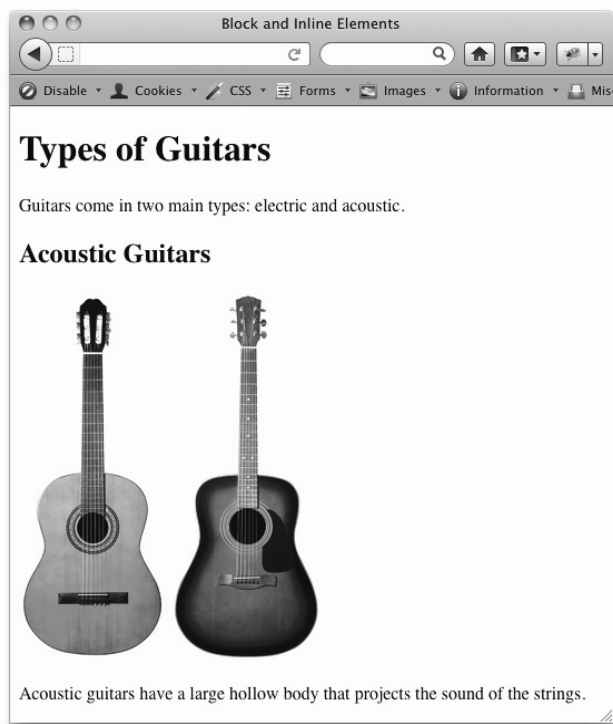 Block and Inline Elements
Disable Cookies CSS Forms Images Information Mis
Types of Guitars
Guitars come in two main types: electric and acoustic.
Acoustic Guitars
Acoustic guitars have a large hollow body that projects the sound of the strings.